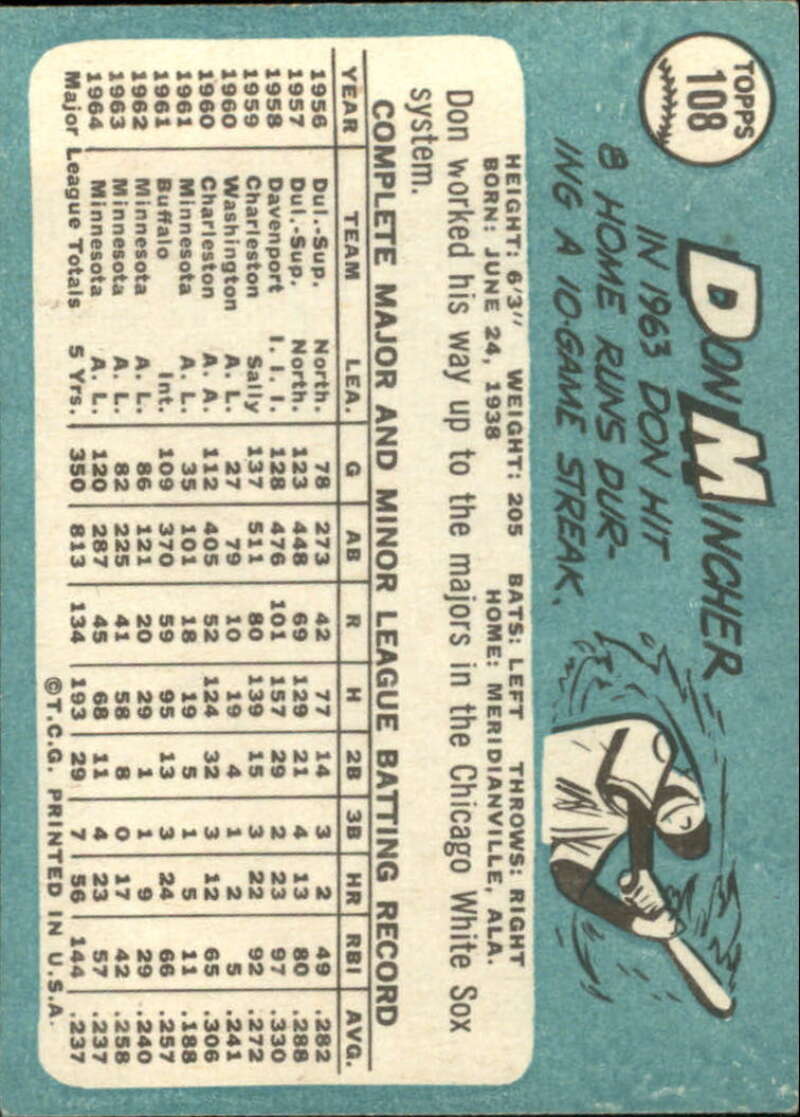 TOPPS
108
DON MINCHER
IN 1963 DON HIT
8 HOME RUNS DUR-
ING A 10-GAME STREAK.
HEIGHT: 6'3" WEIGHT: 205 BATS: LEFT THROWS: RIGHT
BORN: JUNE 24, 1938 HOME: MERIDIANVILLE, ALA.
Don worked his way up to the majors in the Chicago White Sox
system.
COMPLETE MAJOR AND MINOR LEAGUE BATTING RECORD
YEAR TEAM LEA. G AB R H 2B 3B HR RBI AVG.
1956 Dul.-Sup. North. 78 273 42 77 14 3 2 49 .282
1957 Dul.-Sup. North. 123 448 69 129 21 4 13 80 .288
1958 Davenport I. I. I. 128 476 101 157 29 2 23 97 .330
1959 Charleston Sally 137 511 80 139 15 3 22 92 .272
1960 Washington A. L. 27 79 10 19 4 1 2 5 .241
1960 Charleston A. A. 112 405 52 124 32 3 12 65 .306
1961 Minnesota A. L. 35 101 18 19 5 1 5 11 .188
1961 Buffalo Int. 109 370 59 95 13 3 24 66 .257
1962 Minnesota A. L. 86 121 20 29 1 1 9 29 .240
1963 Minnesota A. L. 82 225 41 58 8 0 17 42 .258
1964 Minnesota A. L. 120 287 45 68 11 4 23 57 .237
Major League Totals 5 Yrs. 350 813 134 193 29 7 56 144 .237
©T.C.G. PRINTED IN U.S.A.